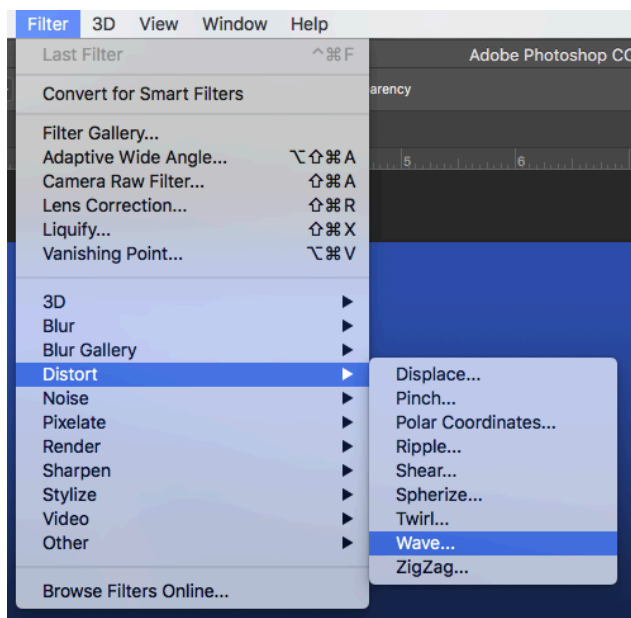 Filter 3D View Window Help
Last Filter ^⌘F Adobe Photoshop CC
Convert for Smart Filters arency
Filter Gallery...
Adaptive Wide Angle... ⌥⇧⌘A 5 6
Camera Raw Filter... ⇧⌘A
Lens Correction... ⇧⌘R
Liquify... ⇧⌘X
Vanishing Point... ⌥⌘V
3D ▶
Blur ▶
Blur Gallery ▶
Distort ▶ Displace...
Noise ▶ Pinch...
Pixelate ▶ Polar Coordinates...
Render ▶ Ripple...
Sharpen ▶ Shear...
Stylize ▶ Spherize...
Video ▶ Twirl...
Other ▶ Wave...
ZigZag...
Browse Filters Online...